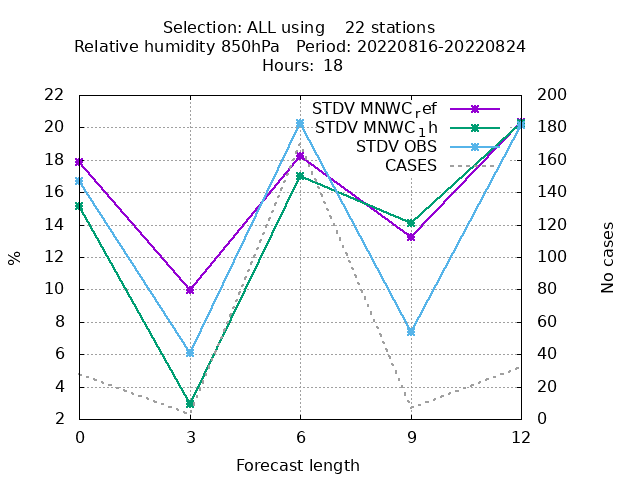 Selection: ALL using    22 stations
Relative humidity 850hPa   Period: 20220816-20220824
Hours: 18
22
20
18
16
14
12
10
8
6
4
2
%
STDV MNWCref
STDV MNWC1h
STDV OBS
CASES
200
180
160
140
120
100
80
60
40
20
0
No cases
0 3 6 9 12
Forecast length